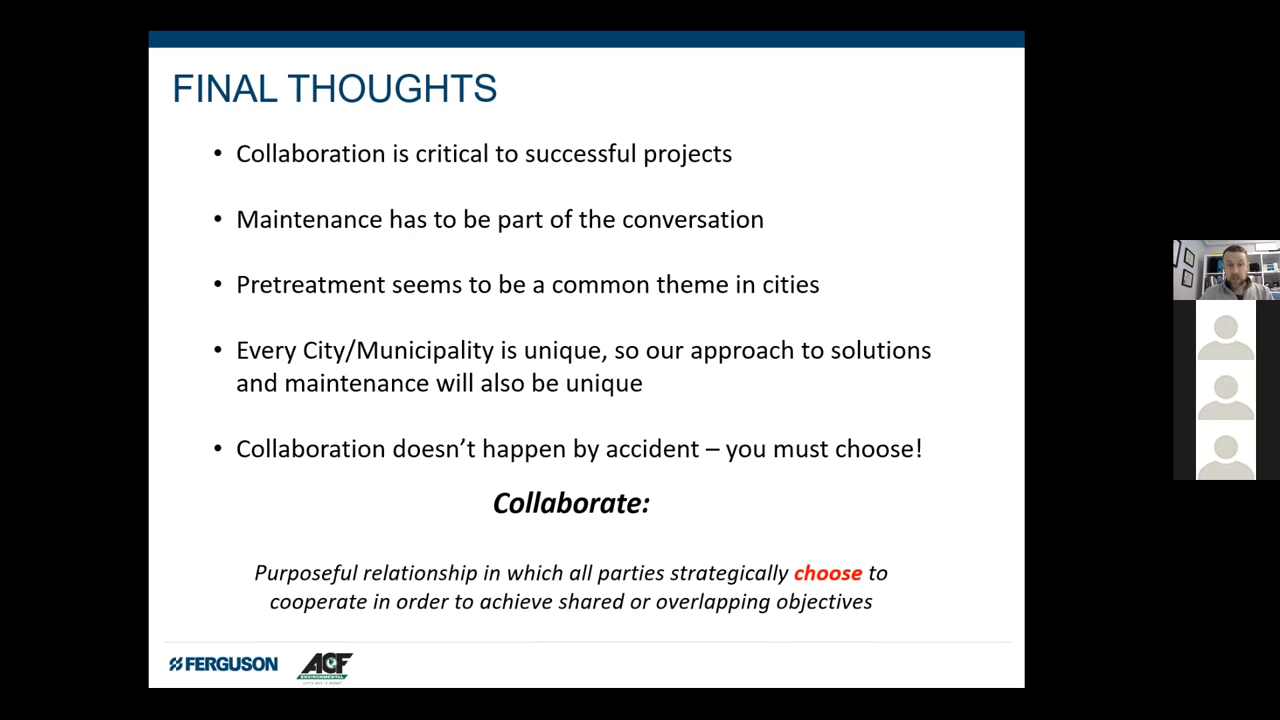 FINAL THOUGHTS
• Collaboration is critical to successful projects
• Maintenance has to be part of the conversation
• Pretreatment seems to be a common theme in cities
• Every City/Municipality is unique, so our approach to solutions
and maintenance will also be unique
• Collaboration doesn’t happen by accident – you must choose!
Collaborate:
Purposeful relationship in which all parties strategically choose to
cooperate in order to achieve shared or overlapping objectives
FERGUSON
ACF
ENVIRONMENTAL